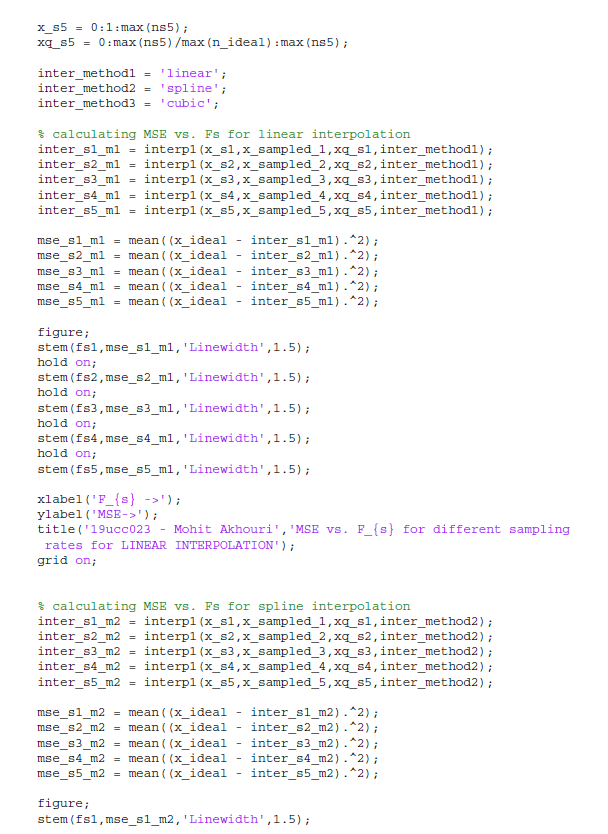 x_s5 = 0:1:max(ns5);
xq_s5 = 0:max(ns5)/max(n_ideal):max(ns5);
inter_method1 = 'linear';
inter_method2 = 'spline';
inter_method3 = 'cubic';
% calculating MSE vs. Fs for linear interpolation
inter_s1_m1 = interp1(x_s1,x_sampled_1,xq_s1,inter_method1);
inter_s2_m1 = interp1(x_s2,x_sampled_2,xq_s2,inter_method1);
inter_s3_m1 = interp1(x_s3,x_sampled_3,xq_s3,inter_method1);
inter_s4_m1 = interp1(x_s4,x_sampled_4,xq_s4,inter_method1);
inter_s5_m1 = interp1(x_s5,x_sampled_5,xq_s5,inter_method1);
mse_s1_m1 = mean((x_ideal - inter_s1_m1).^2);
mse_s2_m1 = mean((x_ideal - inter_s2_m1).^2);
mse_s3_m1 = mean((x_ideal - inter_s3_m1).^2);
mse_s4_m1 = mean((x_ideal - inter_s4_m1).^2);
mse_s5_m1 = mean((x_ideal - inter_s5_m1).^2);
figure;
stem(fs1,mse_s1_m1,'Linewidth',1.5);
hold on;
stem(fs2,mse_s2_m1,'Linewidth',1.5);
hold on;
stem(fs3,mse_s3_m1,'Linewidth',1.5);
hold on;
stem(fs4,mse_s4_m1,'Linewidth',1.5);
hold on;
stem(fs5,mse_s5_m1,'Linewidth',1.5);
xlabel('F_{s} ->');
ylabel('MSE->');
title('19ucc023 - Mohit Akhouri','MSE vs. F_{s} for different sampling
rates for LINEAR INTERPOLATION');
grid on;
% calculating MSE vs. Fs for spline interpolation
inter_s1_m2 = interp1(x_s1,x_sampled_1,xq_s1,inter_method2);
inter_s2_m2 = interp1(x_s2,x_sampled_2,xq_s2,inter_method2);
inter_s3_m2 = interp1(x_s3,x_sampled_3,xq_s3,inter_method2);
inter_s4_m2 = interp1(x_s4,x_sampled_4,xq_s4,inter_method2);
inter_s5_m2 = interp1(x_s5,x_sampled_5,xq_s5,inter_method2);
mse_s1_m2 = mean((x_ideal - inter_s1_m2).^2);
mse_s2_m2 = mean((x_ideal - inter_s2_m2).^2);
mse_s3_m2 = mean((x_ideal - inter_s3_m2).^2);
mse_s4_m2 = mean((x_ideal - inter_s4_m2).^2);
mse_s5_m2 = mean((x_ideal - inter_s5_m2).^2);
figure;
stem(fs1,mse_s1_m2,'Linewidth',1.5);